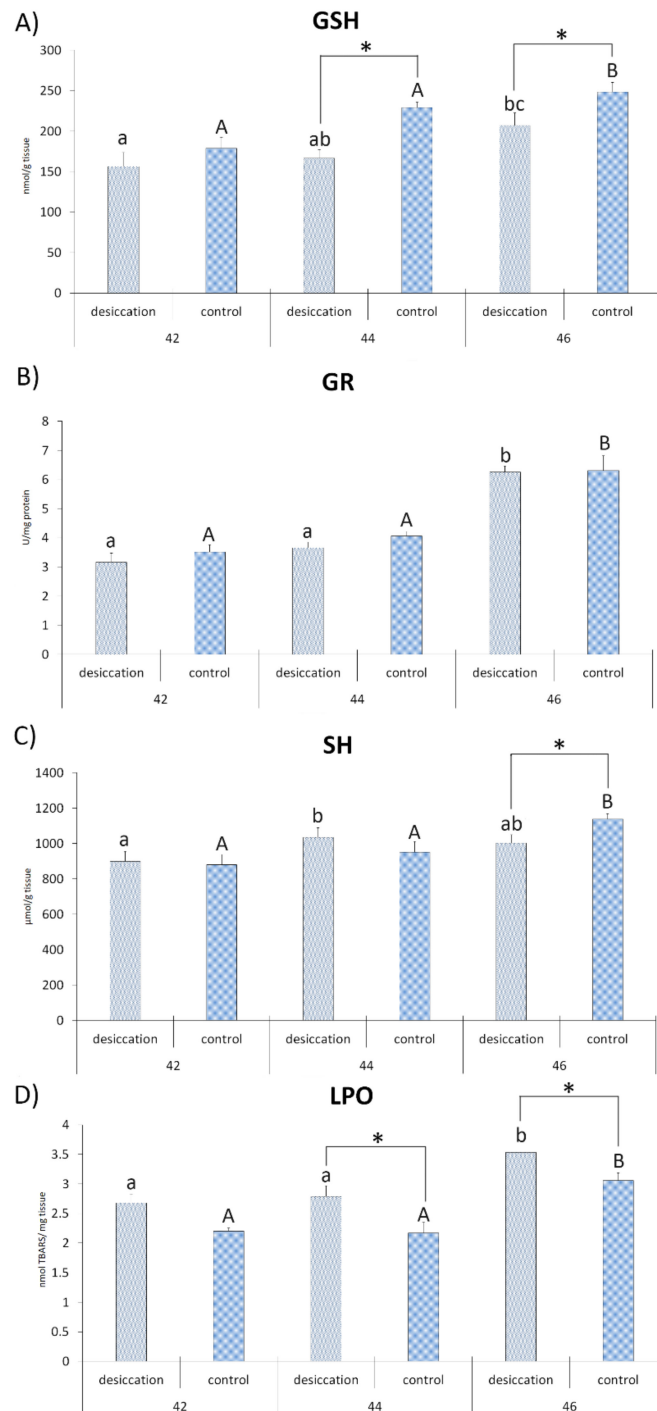 A)
GSH
300
250
200
150
100
50
0
nmol/g tissue
a
A
ab
*
A
bc
*
B
desiccation control desiccation control desiccation control
42 44 46
B)
GR
8
7
6
5
4
3
2
1
0
U/mg protein
a
A
a
A
b
B
desiccation control desiccation control desiccation control
42 44 46
C)
SH
1400
1200
1000
800
600
400
200
0
µmol/g tissue
a
A
b
A
ab
*
B
desiccation control desiccation control desiccation control
42 44 46
D)
LPO
4
3.5
3
2.5
2
1.5
1
0.5
0
nmol TBARS/mg tissue
a
A
a
*
A
b
*
B
desiccation control desiccation control desiccation control
42 44 46